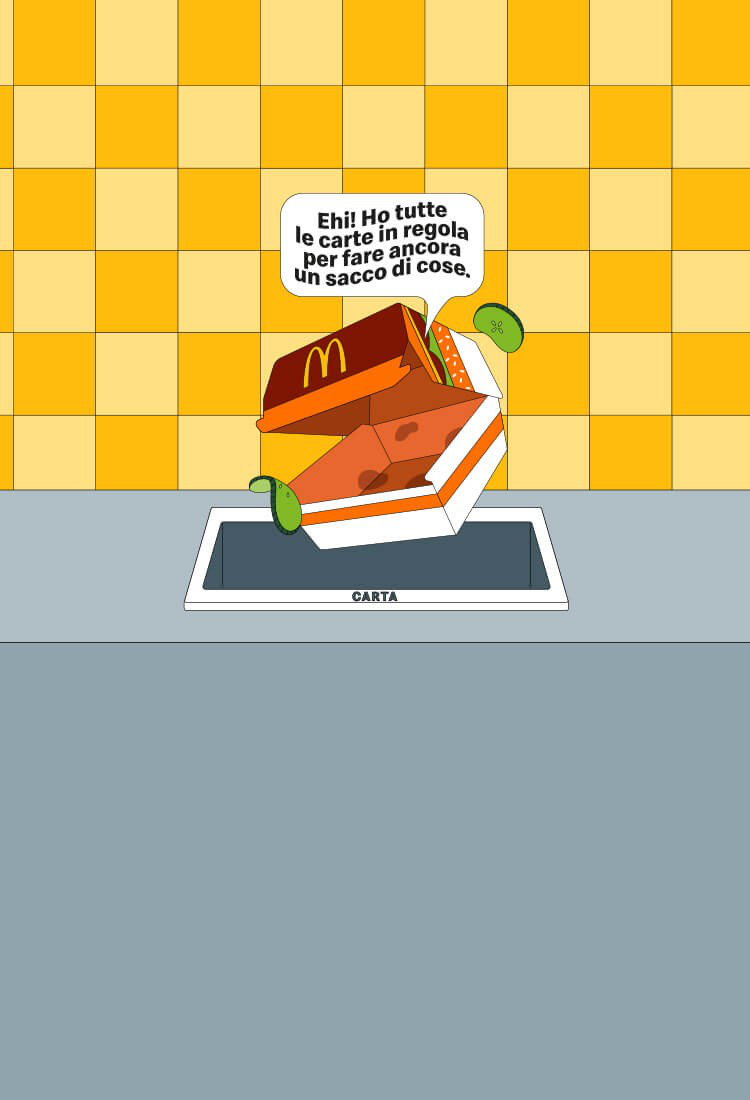 Ehi! Ho tutte
le carte in regola
per fare ancora
un sacco di cose.
CARTA